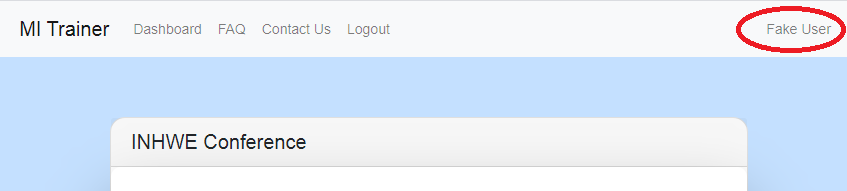 MI Trainer Dashboard FAQ Contact Us Logout Fake User
INHWE Conference